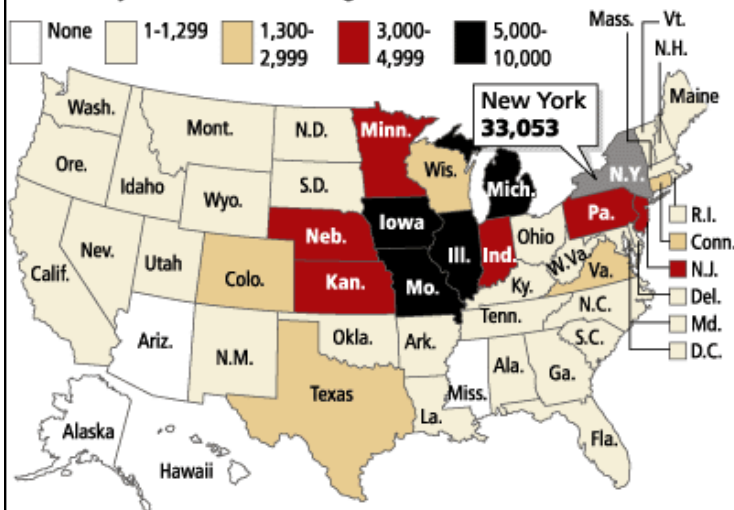 None
1-1,299
1,300-
2,999
3,000-
4,999
5,000-
10,000
Mass.
Vt.
N.H.
Maine
New York
33,053
Wash.
Mont.
N.D.
Minn.
Ore.
Idaho
Wyo.
S.D.
Wis.
Mich.
N.Y.
Nev.
Utah
Colo.
Neb.
Iowa
Ill.
Ind.
Ohio
Pa.
R.I.
Conn.
N.J.
Del.
Md.
D.C.
Calif.
Kan.
Mo.
Ky.
W.Va.
Va.
Ariz.
N.M.
Okla.
Ark.
Tenn.
N.C.
S.C.
Texas
La.
Miss.
Ala.
Ga.
Fla.
Alaska
Hawaii